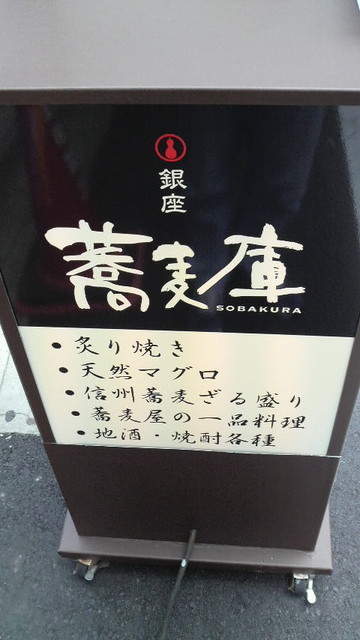 銀座
蕎麦庫
SOBAKURA
• 炙り焼き
• 天然マグロ
• 信州蕎麦ざる盛り
• 蕎麦屋の一品料理
• 地酒・焼酎各種